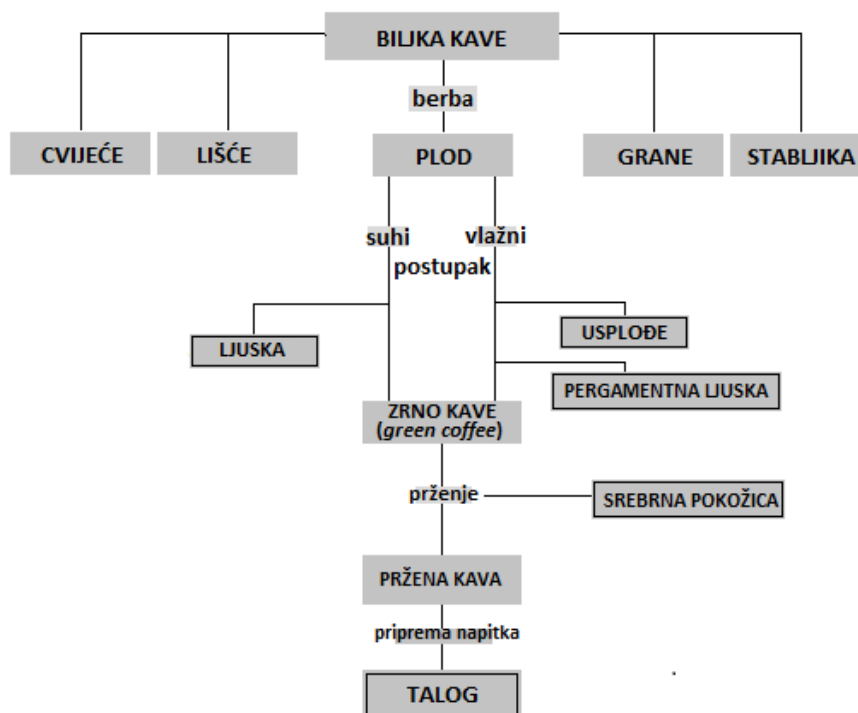 BILJKA KAVE
berba
CVIJEĆE
LIŠĆE
PLOD
GRANE
STABLJIKA
suhi
vlažni
postupak
LJUSKA
USPLOĐE
PERGAMENTNA LJUSKA
ZRNO KAVE
(green coffee)
prženje
SREBRNA POKOŽICA
PRŽENA KAVA
priprema napitka
TALOG